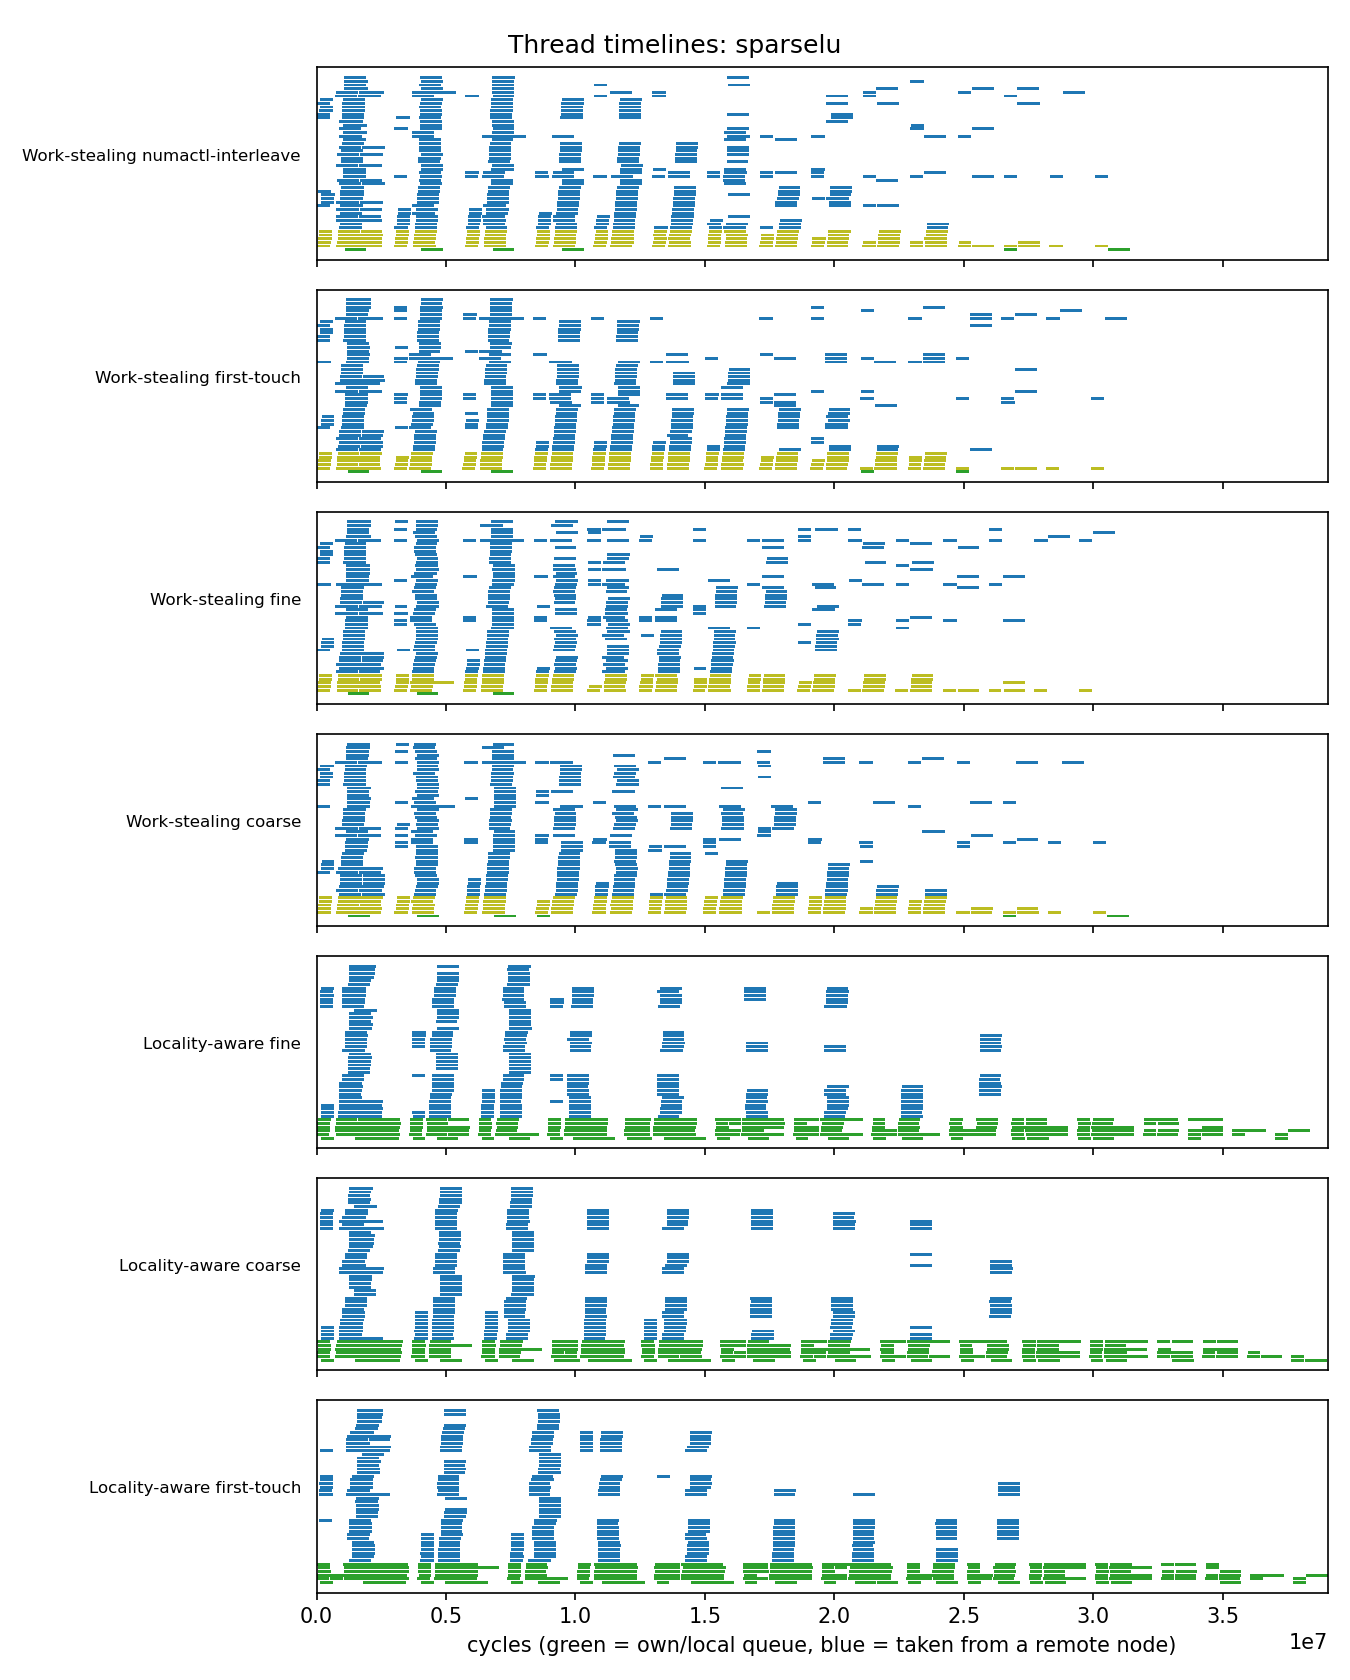 Thread timelines: sparselu
Work-stealing numactl-interleave
Work-stealing first-touch
Work-stealing fine
Work-stealing coarse
Locality-aware fine
Locality-aware coarse
Locality-aware first-touch
0.0 0.5 1.0 1.5 2.0 2.5 3.0 3.5
cycles (green = own/local queue, blue = taken from a remote node)
1e7